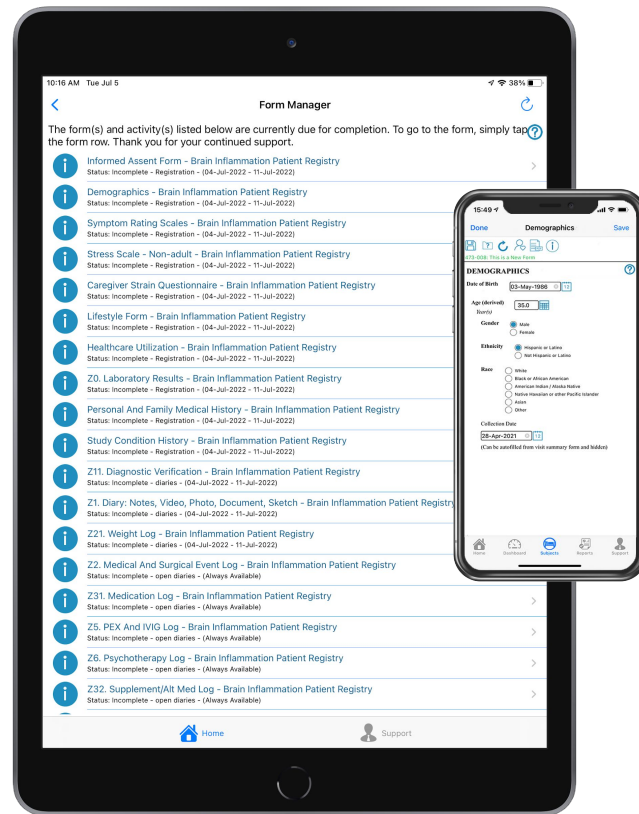 10:16 AM Tue Jul 5
38%
Form Manager
The form(s) and activity(s) listed below are currently due for completion. To go to the form, simply tap
the form row. Thank you for your continued support.
Informed Assent Form - Brain Inflammation Patient Registry
Status: Incomplete - Registration - (04-Jul-2022 - 11-Jul-2022)
Demographics - Brain Inflammation Patient Registry
Status: Incomplete - Registration - (04-Jul-2022 - 11-Jul-2022)
Symptom Rating Scales - Brain Inflammation Patient Registry
Status: Incomplete - Registration - (04-Jul-2022 - 11-Jul-2022)
Stress Scale - Non-adult - Brain Inflammation Patient Registry
Status: Incomplete - Registration - (04-Jul-2022 - 11-Jul-2022)
Caregiver Strain Questionnaire - Brain Inflammation Patient Registry
Status: Incomplete - Registration - (04-Jul-2022 - 11-Jul-2022)
Lifestyle Form - Brain Inflammation Patient Registry
Status: Incomplete - Registration - (04-Jul-2022 - 11-Jul-2022)
Healthcare Utilization - Brain Inflammation Patient Registry
Status: Incomplete - Registration - (04-Jul-2022 - 11-Jul-2022)
Z0. Laboratory Results - Brain Inflammation Patient Registry
Status: Incomplete - Registration - (04-Jul-2022 - 11-Jul-2022)
Personal And Family Medical History - Brain Inflammation Patient Registry
Status: Incomplete - Registration - (04-Jul-2022 - 11-Jul-2022)
Study Condition History - Brain Inflammation Patient Registry
Status: Incomplete - Registration - (04-Jul-2022 - 11-Jul-2022)
Z11. Diagnostic Verification - Brain Inflammation Patient Registry
Status: Incomplete - diaries - (04-Jul-2022 - 11-Jul-2022)
Z1. Diary: Notes, Video, Photo, Document, Sketch - Brain Inflammation Patient Registry
Status: Incomplete - diaries - (04-Jul-2022 - 11-Jul-2022)
Z21. Weight Log - Brain Inflammation Patient Registry
Status: Incomplete - diaries - (04-Jul-2022 - 11-Jul-2022)
Z2. Medical And Surgical Event Log - Brain Inflammation Patient Registry
Status: Incomplete - open diaries - (Always Available)
Z31. Medication Log - Brain Inflammation Patient Registry
Status: Incomplete - open diaries - (Always Available)
Z5. PEX And IVIG Log - Brain Inflammation Patient Registry
Status: Incomplete - open diaries - (Always Available)
Z6. Psychotherapy Log - Brain Inflammation Patient Registry
Status: Incomplete - open diaries - (Always Available)
Z32. Supplement/Alt Med Log - Brain Inflammation Patient Registry
Status: Incomplete - open diaries - (Always Available)
Home
Support
15:49
Done
Demographics
Save
473-008: This is a New Form
DEMOGRAPHICS
Date of Birth 03-May-1986 12
Age (derived) 35.0
Year(s)
Gender Male
Female
Ethnicity Hispanic or Latino
Not Hispanic or Latino
Race White
Black or African American
American Indian / Alaska Native
Native Hawaiian or other Pacific Islander
Asian
Other
Collection Date
28-Apr-2021 12
(Can be autofilled from visit summary form and hidden)
Home
Dashboard
Subjects
Reports
Support